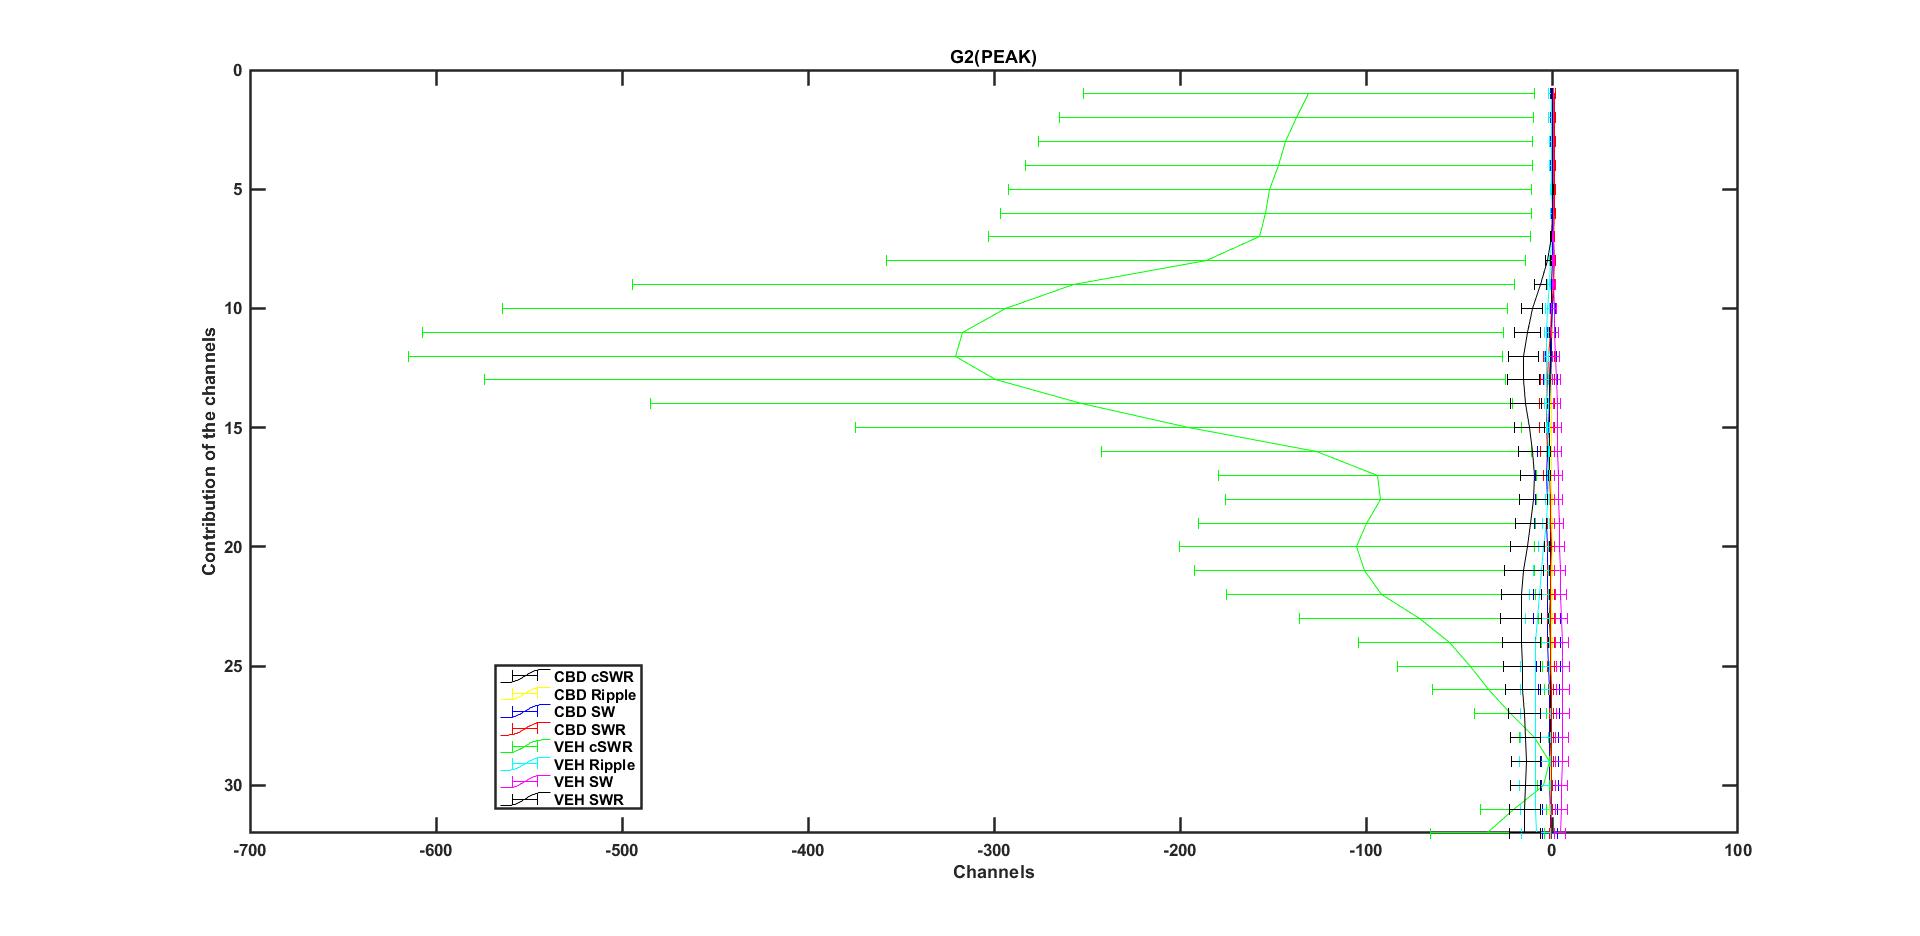 G2(PEAK)
0
5
10
15
20
25
30
Contribution of the channels
CBD cSWR
CBD Ripple
CBD SW
CBD SWR
VEH cSWR
VEH Ripple
VEH SW
VEH SWR
-700 -600 -500 -400 -300 -200 -100 0 100
Channels